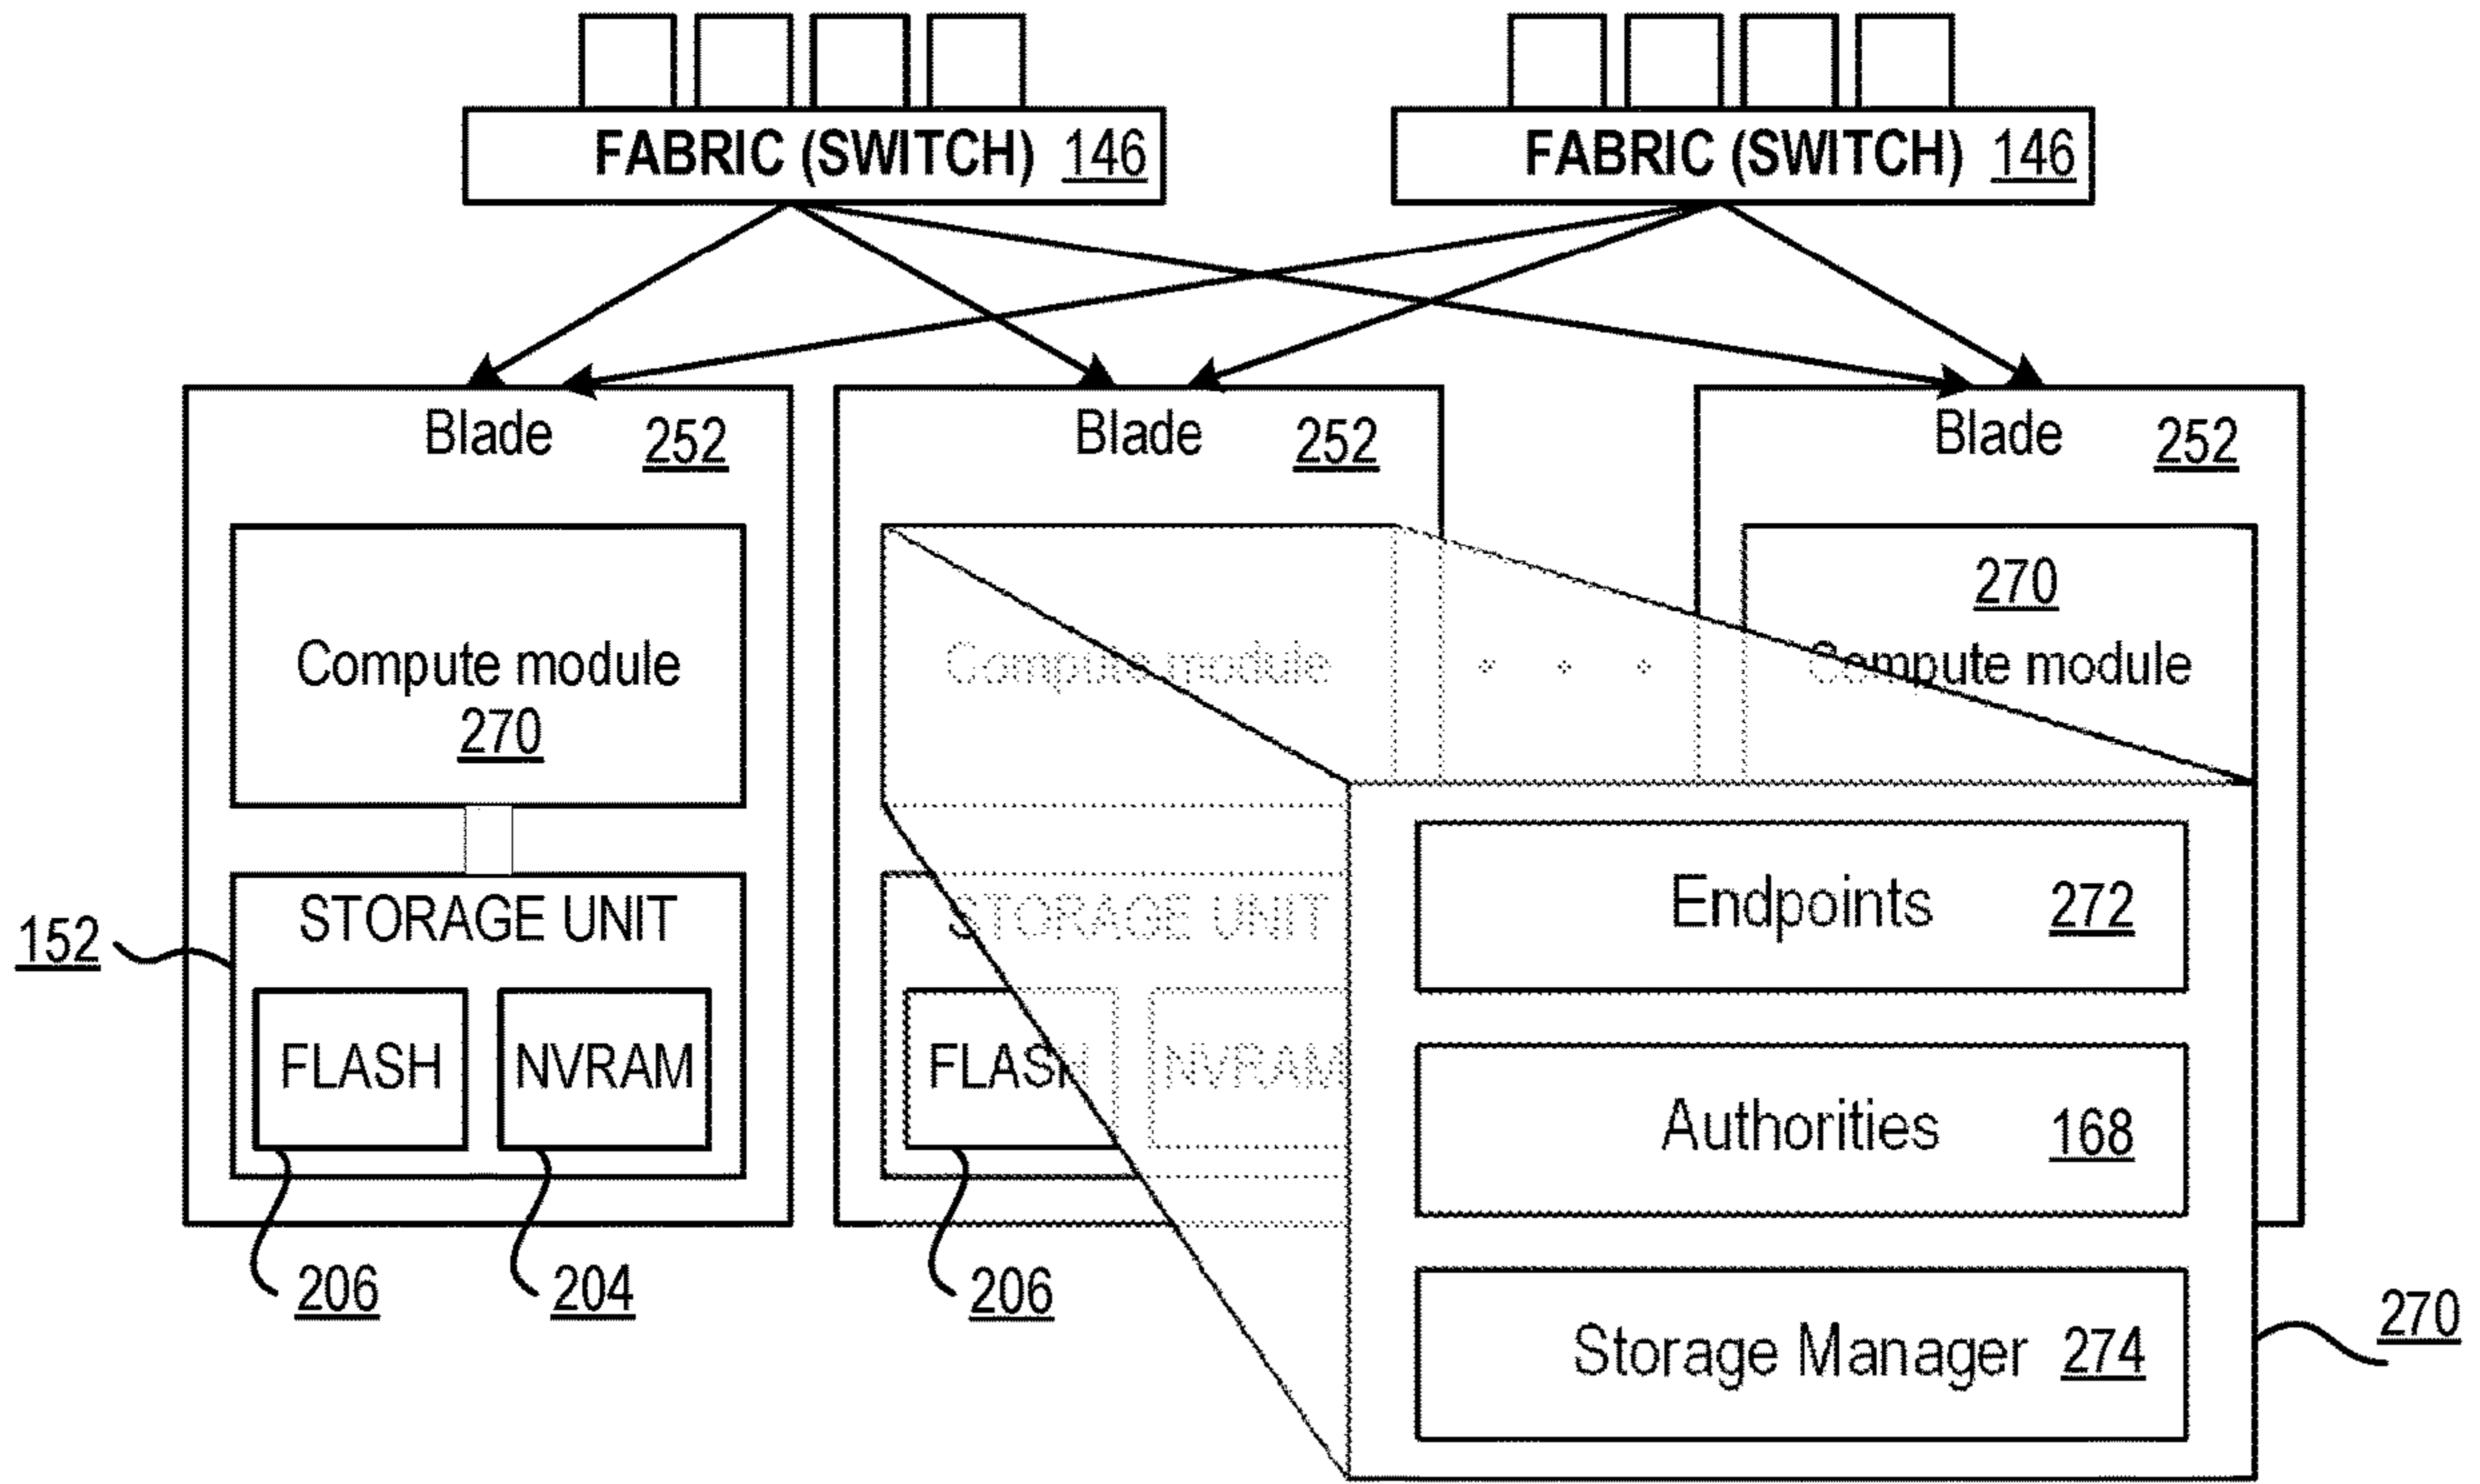 FABRIC (SWITCH) 146
FABRIC (SWITCH) 146
Blade 252
Blade 252
Blade 252
Compute module
270
Compute module
270
Compute module
152
STORAGE UNIT
FLASH
NVRAM
206
204
STORAGE UNIT
FLASH
NVRAM
206
Endpoints 272
Authorities 168
Storage Manager 274
270